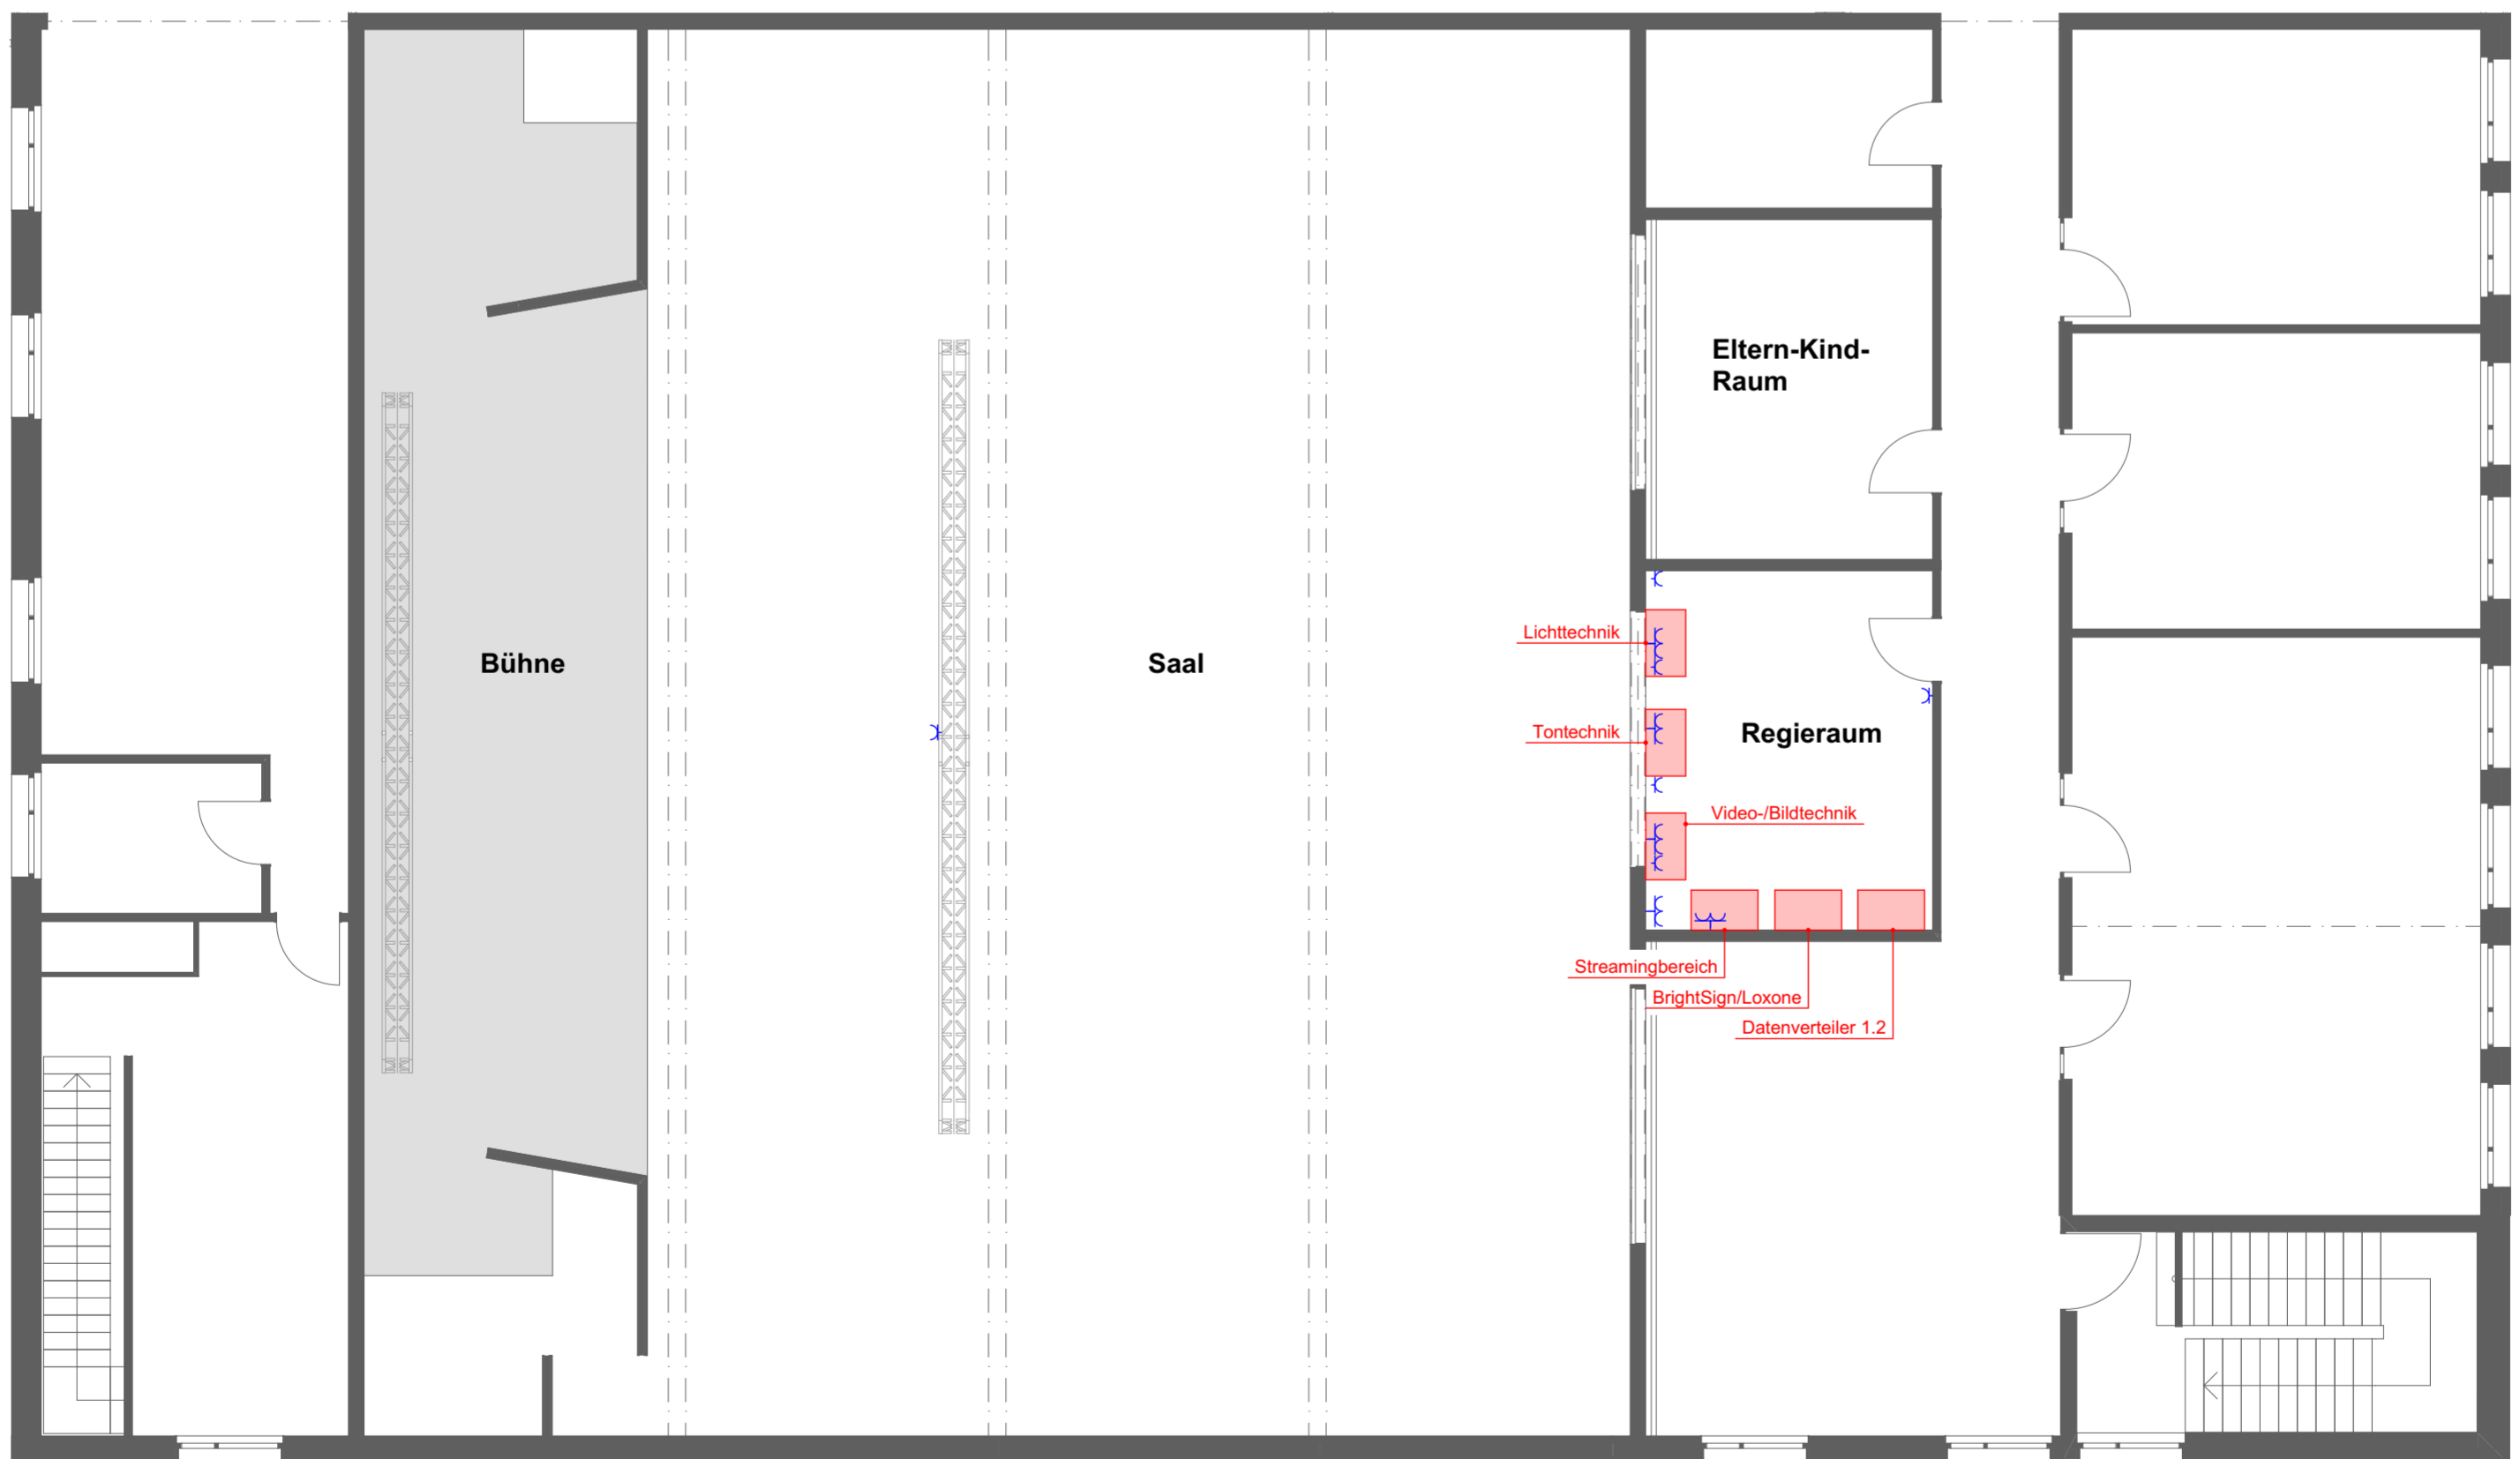 Eltern-Kind-
Raum
Lichttechnik
Bühne
Saal
Tontechnik
Regieraum
Video-/Bildtechnik
Streamingbereich
BrightSign/Loxone
Datenverteiler 1.2